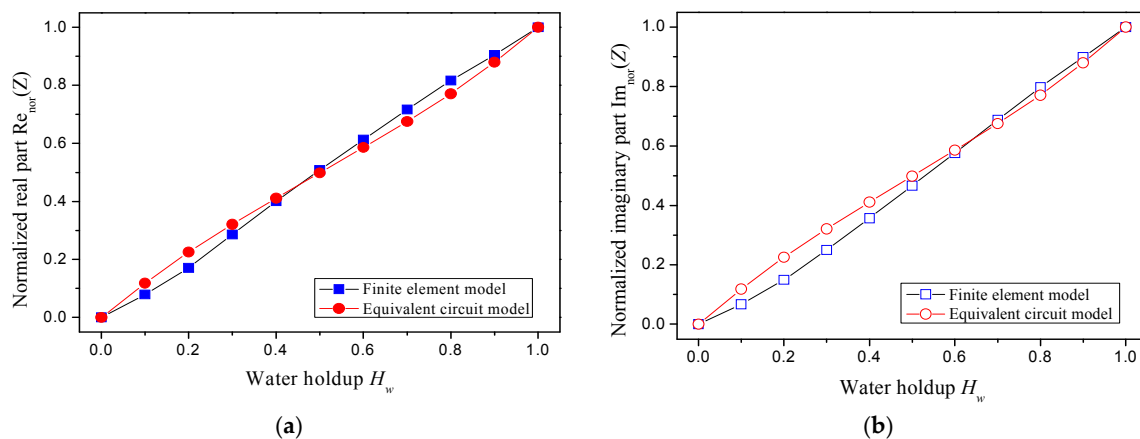 Normalized real part Re_nor(Z)
1.0
0.8
0.6
0.4
0.2
0.0
Finite element model
Equivalent circuit model
0.0 0.2 0.4 0.6 0.8 1.0
Water holdup H_w
(a)
Normalized imaginary part Im_nor(Z)
1.0
0.8
0.6
0.4
0.2
0.0
Finite element model
Equivalent circuit model
0.0 0.2 0.4 0.6 0.8 1.0
Water holdup H_w
(b)